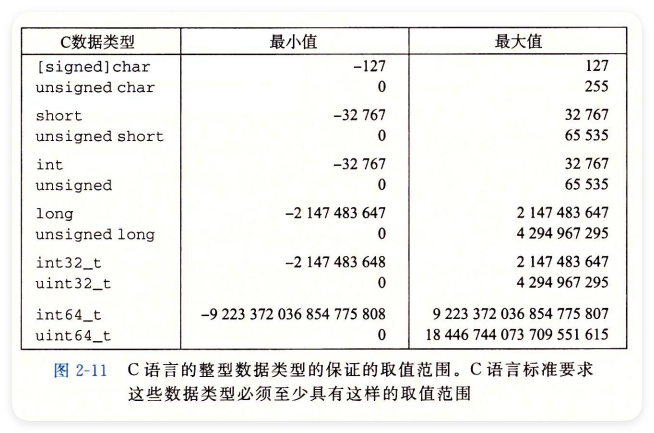 C数据类型 最小值 最大值
[signed]char -127 127
unsigned char 0 255
short -32 767 32 767
unsigned short 0 65 535
int -32 767 32 767
unsigned 0 65 535
long -2 147 483 647 2 147 483 647
unsigned long 0 4 294 967 295
int32_t -2 147 483 648 2 147 483 647
uint32_t 0 4 294 967 295
int64_t -9 223 372 036 854 775 808 9 223 372 036 854 775 807
uint64_t 0 18 446 744 073 709 551 615
图 2-11 C 语言的整型数据类型的保证的取值范围。C 语言标准要求
这些数据类型必须至少具有这样的取值范围